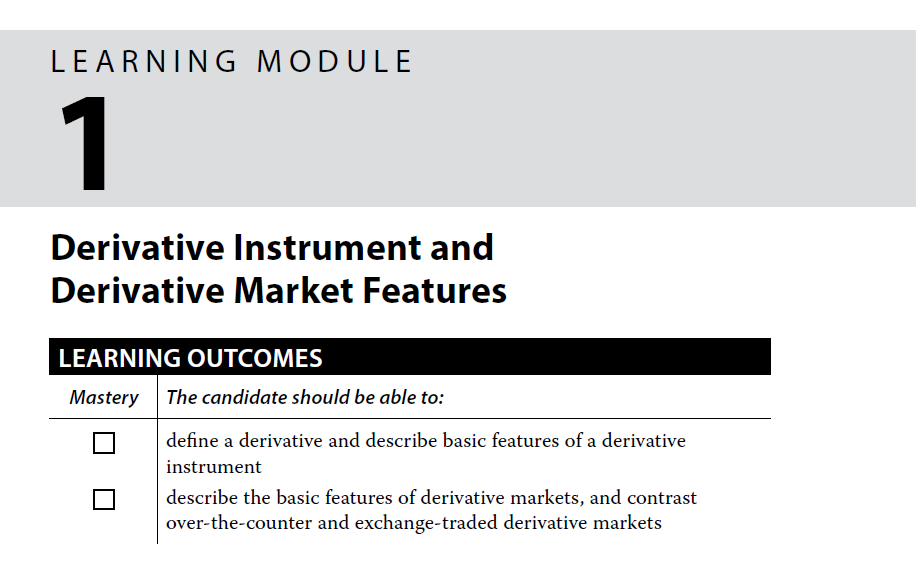 LEARNING MODULE
1
Derivative Instrument and
Derivative Market Features
LEARNING OUTCOMES
Mastery The candidate should be able to:
define a derivative and describe basic features of a derivative
instrument
describe the basic features of derivative markets, and contrast
over-the-counter and exchange-traded derivative markets